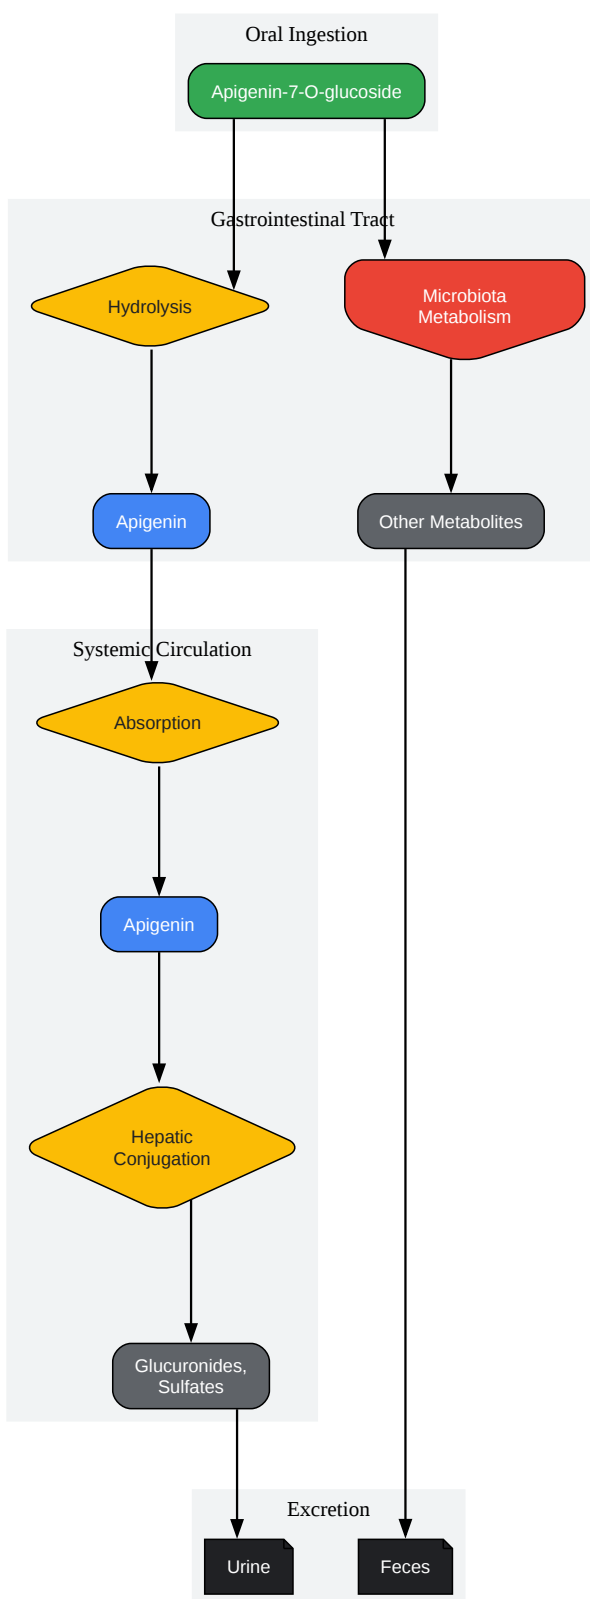 Oral Ingestion
Apigenin-7-O-glucoside
Gastrointestinal Tract
Hydrolysis
Microbiota
Metabolism
Apigenin
Other Metabolites
Systemic Circulation
Absorption
Apigenin
Hepatic
Conjugation
Glucuronides,
Sulfates
Excretion
Urine
Feces